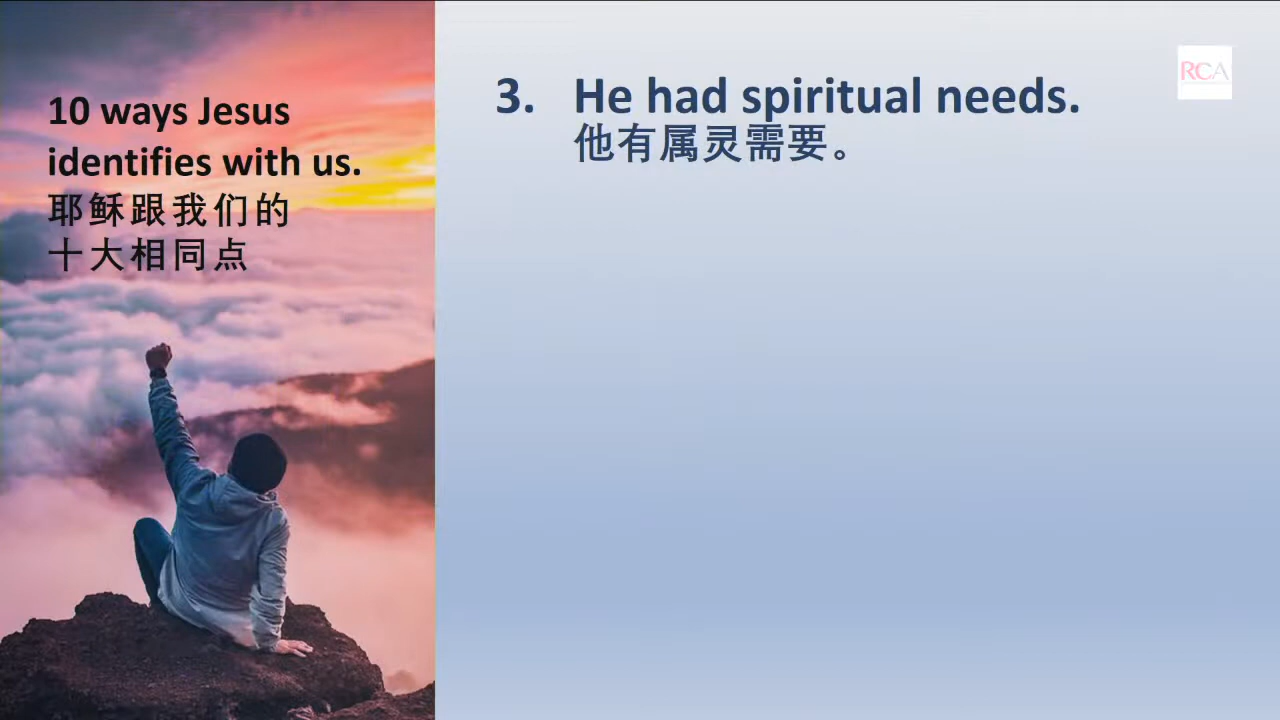 10 ways Jesus
identifies with us.
耶稣跟我们的
十大相同点
3. He had spiritual needs.
他有属灵需要。
RCA